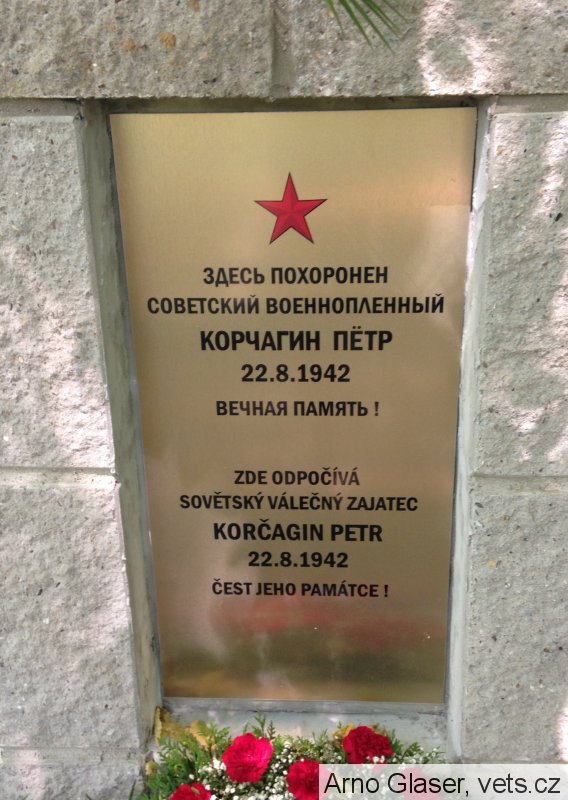 ЗДЕСЬ ПОХОРОНЕН
СОВЕТСКИЙ ВОЕННОПЛЕННЫЙ
КОРЧАГИН ПЁТР
22.8.1942
ВЕЧНАЯ ПАМЯТЬ !
ZDE ODPOČÍVÁ
SOVĚTSKÝ VÁLEČNÝ ZAJATEC
KORČAGIN PETR
22.8.1942
ČEST JEHO PAMÁTCE !
Arno Glaser, vets.cz